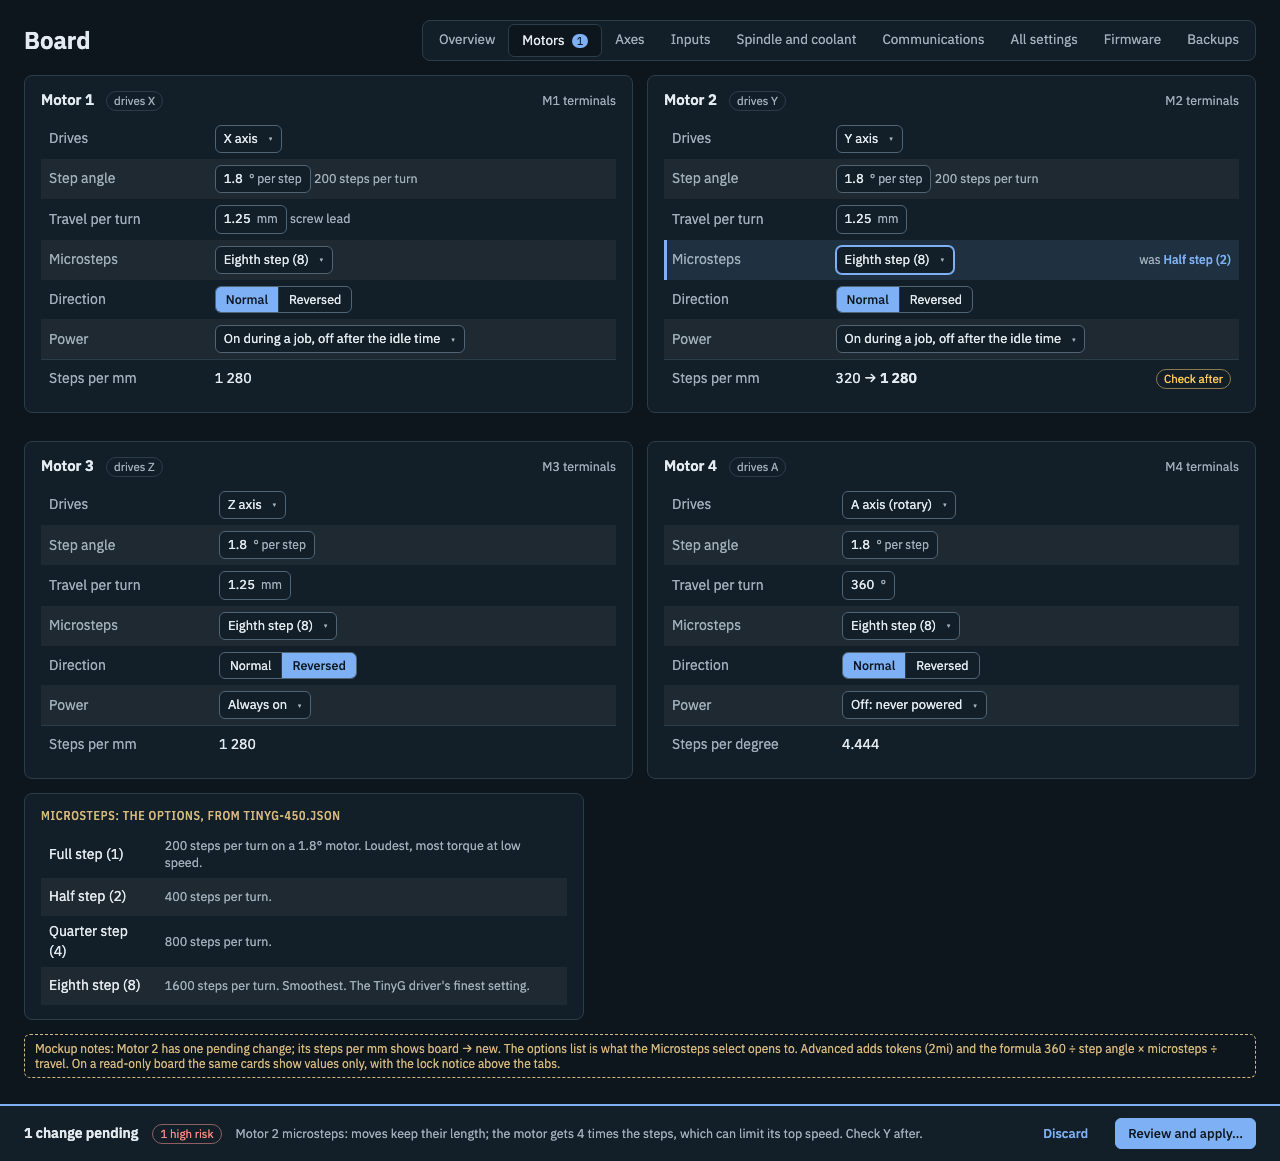 Board
Overview Motors 1 Axes Inputs Spindle and coolant Communications All settings Firmware Backups
Motor 1 drives X M1 terminals
Drives X axis
Step angle 1.8 ° per step 200 steps per turn
Travel per turn 1.25 mm screw lead
Microsteps Eighth step (8)
Direction Normal Reversed
Power On during a job, off after the idle time
Steps per mm 1 280
Motor 2 drives Y M2 terminals
Drives Y axis
Step angle 1.8 ° per step 200 steps per turn
Travel per turn 1.25 mm
Microsteps Eighth step (8) was Half step (2)
Direction Normal Reversed
Power On during a job, off after the idle time
Steps per mm 320 → 1 280 Check after
Motor 3 drives Z M3 terminals
Drives Z axis
Step angle 1.8 ° per step
Travel per turn 1.25 mm
Microsteps Eighth step (8)
Direction Normal Reversed
Power Always on
Steps per mm 1 280
Motor 4 drives A M4 terminals
Drives A axis (rotary)
Step angle 1.8 ° per step
Travel per turn 360 °
Microsteps Eighth step (8)
Direction Normal Reversed
Power Off: never powered
Steps per degree 4.444
MICROSTEPS: THE OPTIONS, FROM TINYG-450.JSON
Full step (1) 200 steps per turn on a 1.8° motor. Loudest, most torque at low
speed.
Half step (2) 400 steps per turn.
Quarter step
(4) 800 steps per turn.
Eighth step (8) 1600 steps per turn. Smoothest. The TinyG driver's finest setting.
Mockup notes: Motor 2 has one pending change; its steps per mm shows board → new. The options list is what the Microsteps select opens to. Advanced adds tokens (2mi) and the formula 360 ÷ step angle × microsteps ÷
travel. On a read-only board the same cards show values only, with the lock notice above the tabs.
1 change pending 1 high risk Motor 2 microsteps: moves keep their length; the motor gets 4 times the steps, which can limit its top speed. Check Y after. Discard Review and apply...